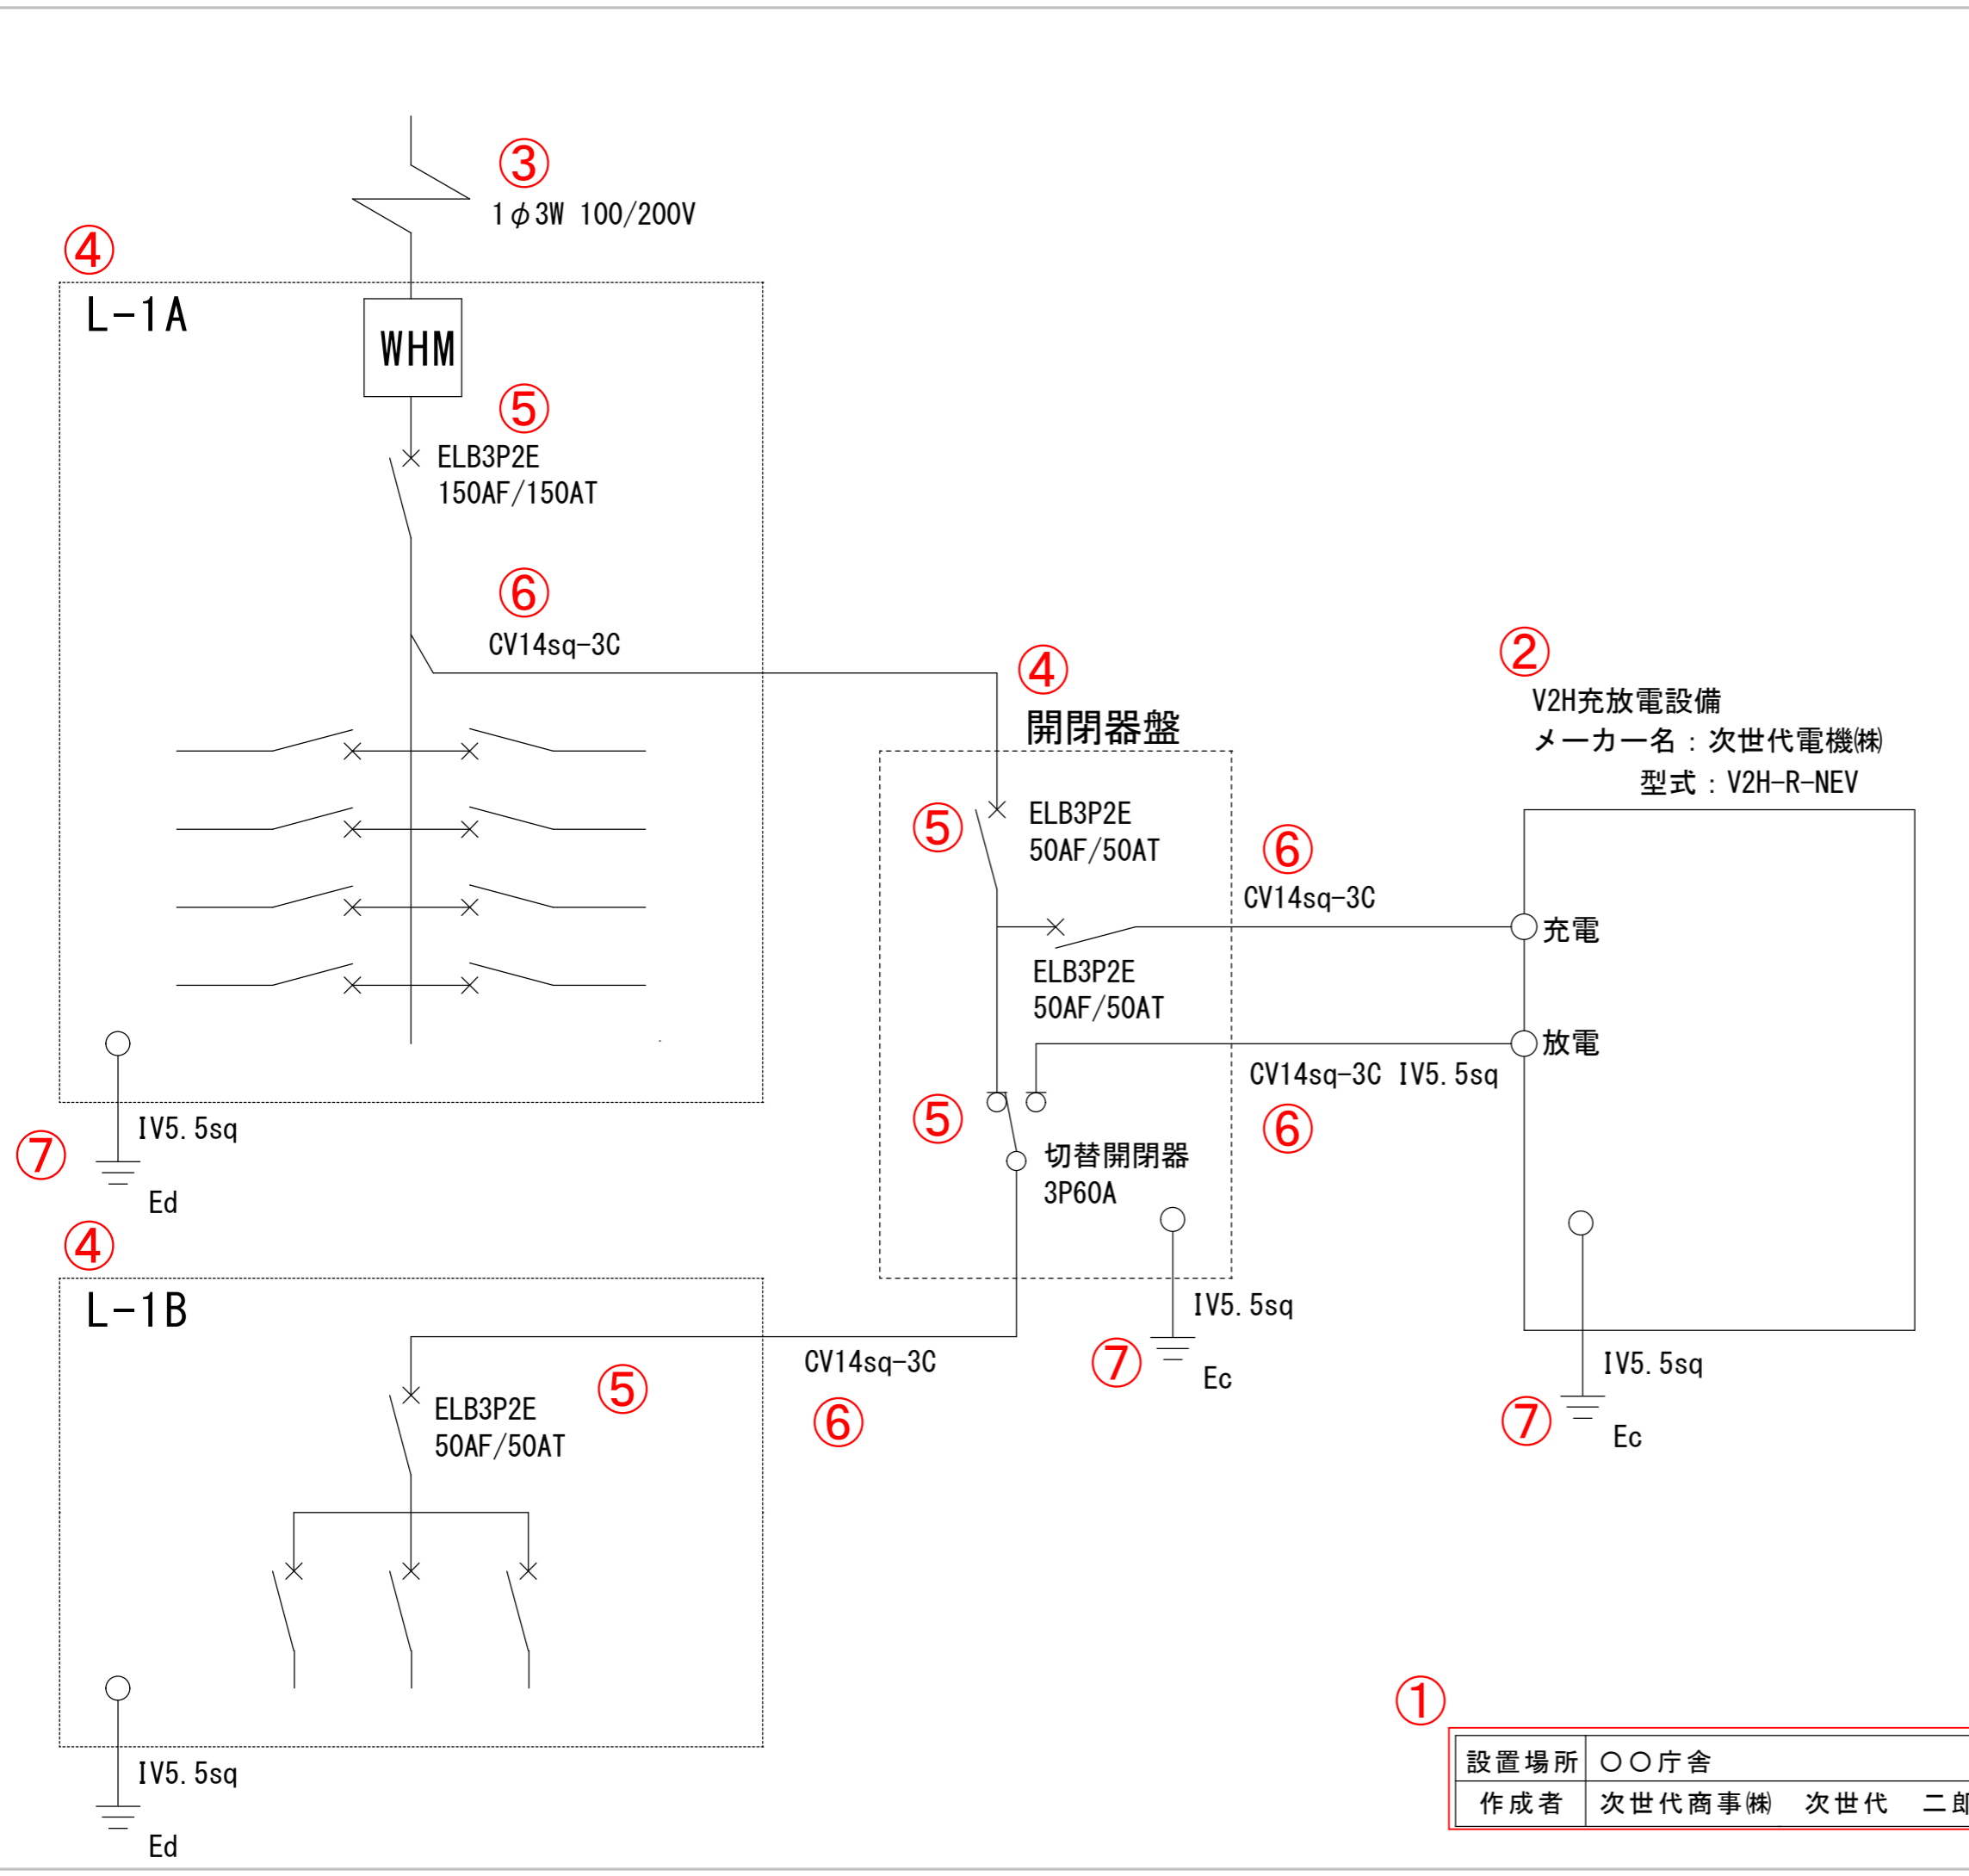 ③
1φ3W 100/200V
④
L-1A
WHM
⑤
ELB3P2E
150AF/150AT
⑥
CV14sq-3C
⑦
IV5.5sq
Ed
④
開閉器盤
⑤
ELB3P2E
50AF/50AT
ELB3P2E
50AF/50AT
⑤
切替開閉器
3P60A
⑥
CV14sq-3C
CV14sq-3C IV5.5sq
⑥
⑦
IV5.5sq
Ec
②
V2H充放電設備
メーカー名：次世代電機㈱
型式：V2H-R-NEV
充電
放電
⑦
IV5.5sq
Ec
④
L-1B
⑤
ELB3P2E
50AF/50AT
CV14sq-3C
⑥
IV5.5sq
Ed
①
設置場所 〇〇庁舎
作成者 次世代商事㈱ 次世代 二郎